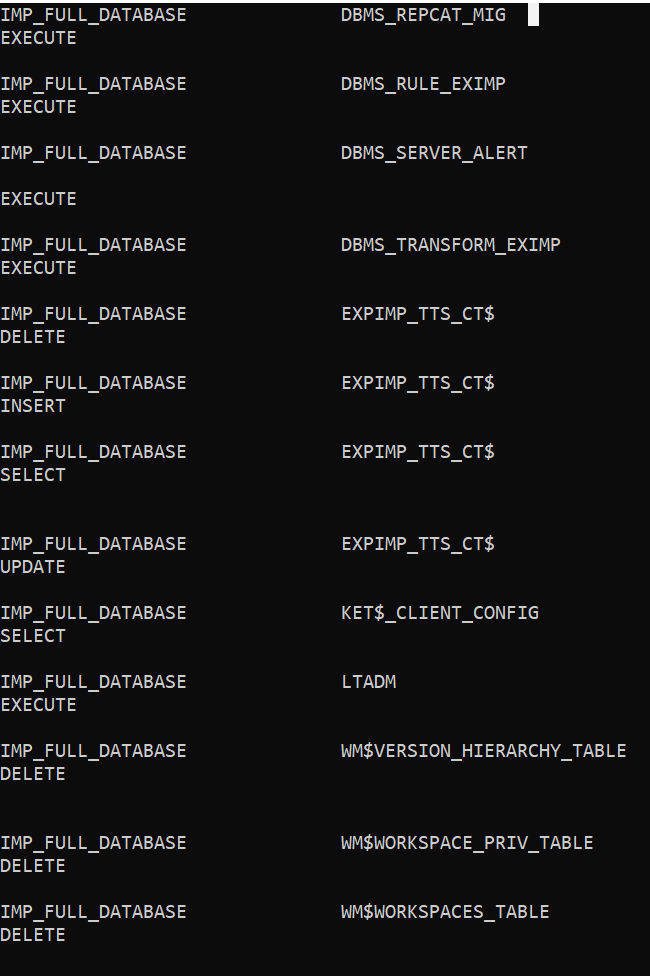 IMP_FULL_DATABASE DBMS_REPCAT_MIG
EXECUTE
IMP_FULL_DATABASE DBMS_RULE_EXIMP
EXECUTE
IMP_FULL_DATABASE DBMS_SERVER_ALERT
EXECUTE
IMP_FULL_DATABASE DBMS_TRANSFORM_EXIMP
EXECUTE
IMP_FULL_DATABASE EXPIMP_TTS_CT$
DELETE
IMP_FULL_DATABASE EXPIMP_TTS_CT$
INSERT
IMP_FULL_DATABASE EXPIMP_TTS_CT$
SELECT
IMP_FULL_DATABASE EXPIMP_TTS_CT$
UPDATE
IMP_FULL_DATABASE KET$_CLIENT_CONFIG
SELECT
IMP_FULL_DATABASE LTADM
EXECUTE
IMP_FULL_DATABASE WM$VERSION_HIERARCHY_TABLE
DELETE
IMP_FULL_DATABASE WM$WORKSPACE_PRIV_TABLE
DELETE
IMP_FULL_DATABASE WM$WORKSPACES_TABLE
DELETE